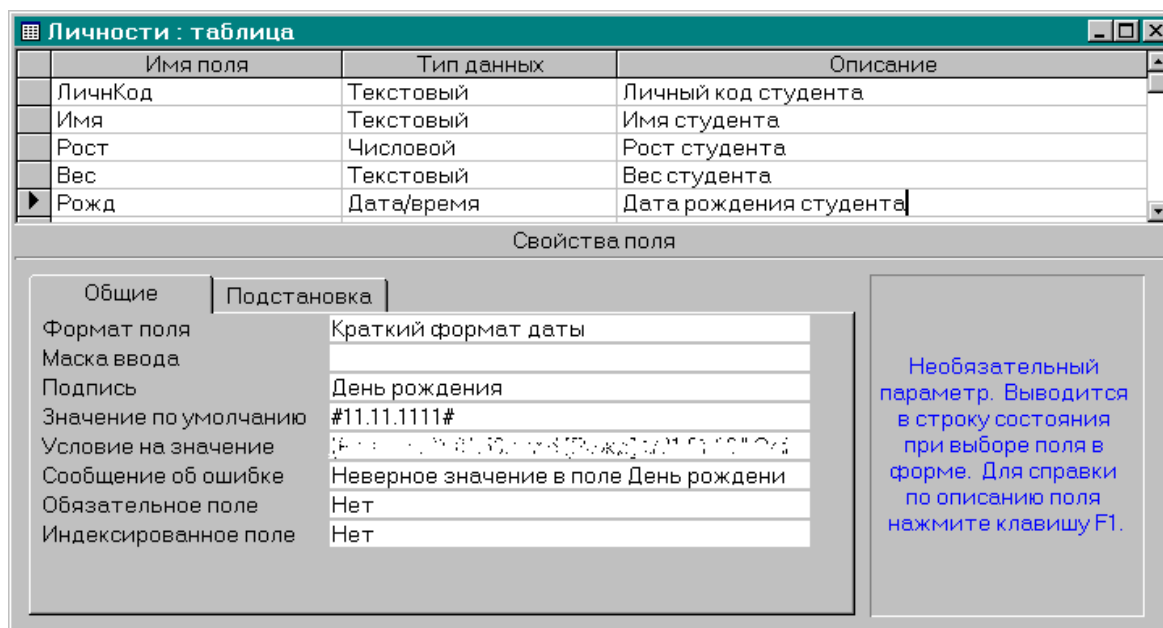 Личности : таблица
Имя поля Тип данных Описание
ЛичнКод Текстовый Личный код студента
Имя Текстовый Имя студента
Рост Числовой Рост студента
Вес Текстовый Вес студента
Рожд Дата/время Дата рождения студента
Свойства поля
Общие Подстановка
Формат поля Краткий формат даты
Маска ввода
Подпись День рождения
Значение по умолчанию #11.11.1111#
Условие на значение
Сообщение об ошибке Неверное значение в поле День рождени
Обязательное поле Нет
Индексированное поле Нет
Необязательный
параметр. Выводится
в строку состояния
при выборе поля в
форме. Для справки
по описанию поля
нажмите клавишу F1.